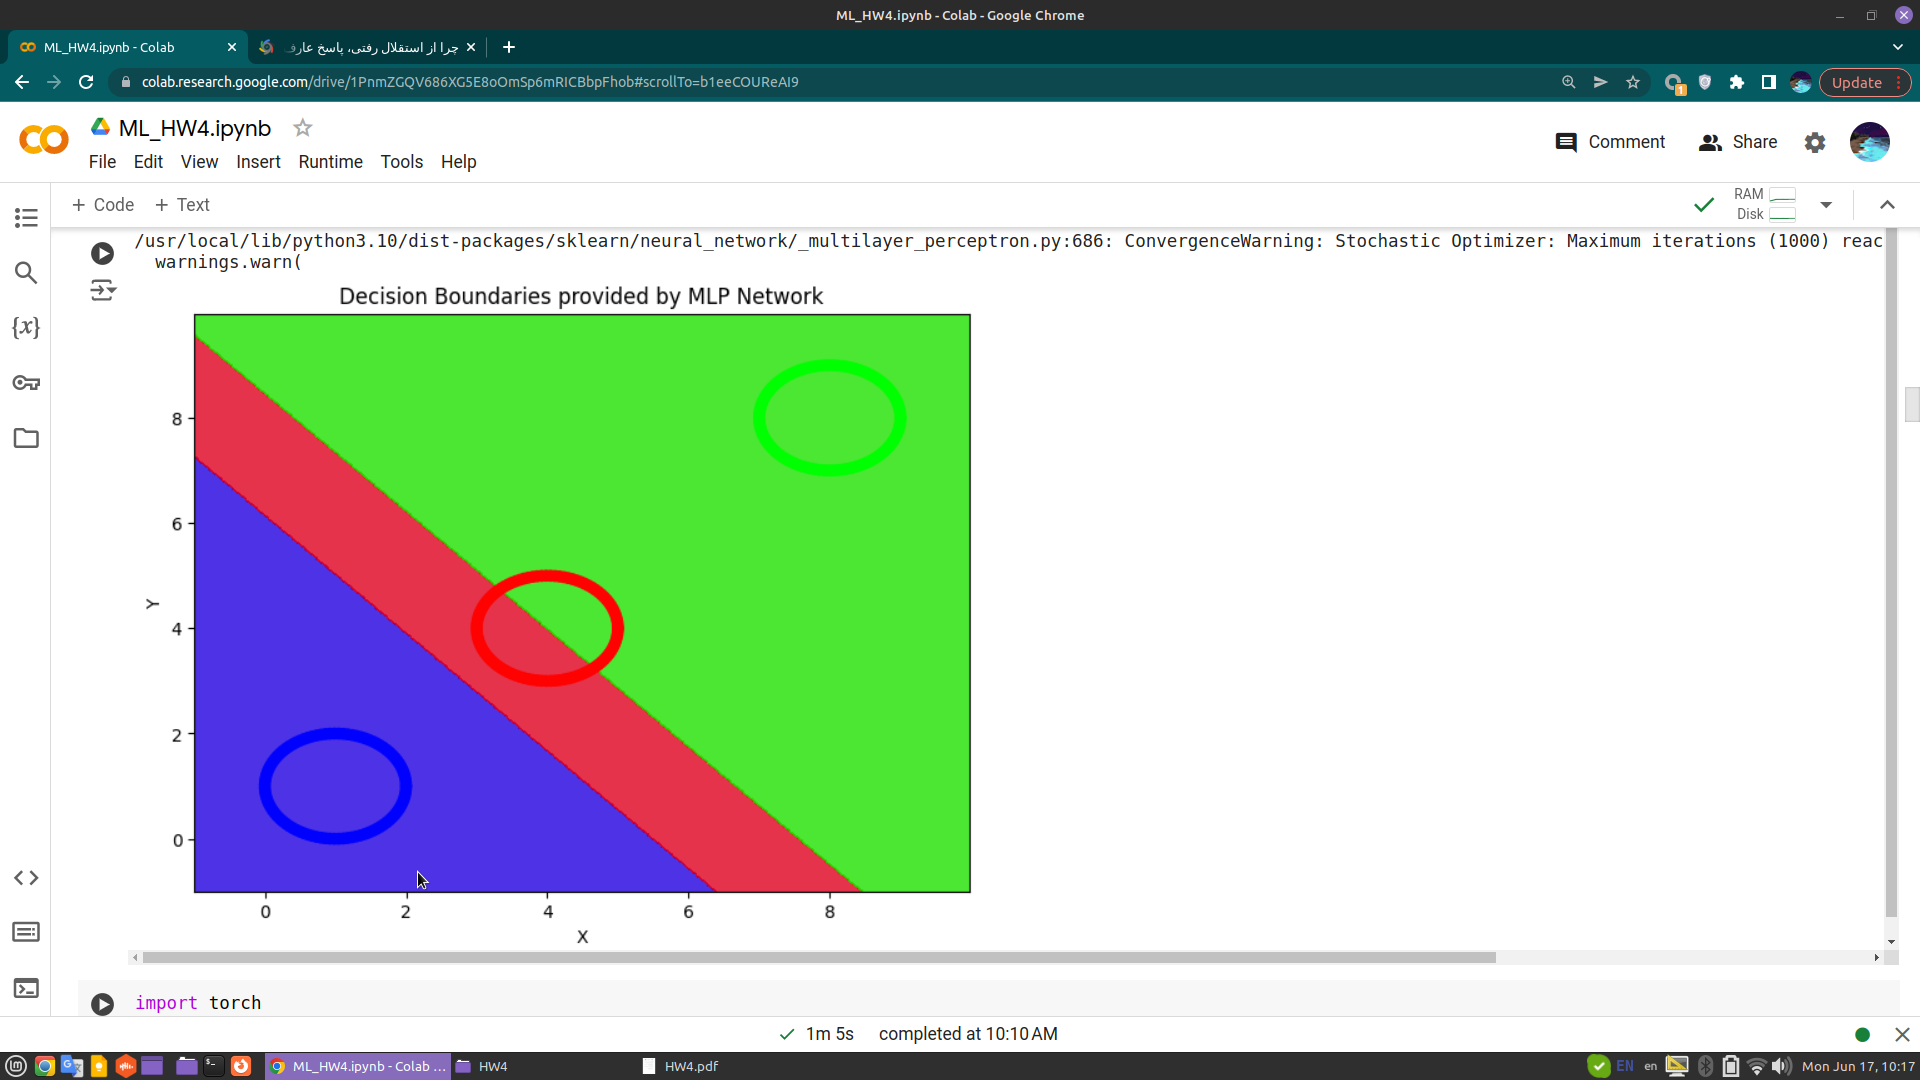 ML_HW4.ipynb - Colab - Google Chrome
ML_HW4.ipynb - Colab
چرا از استقلال رفتی، پاسخ عارف
colab.research.google.com/drive/1PnmZGQV686XG5E8oOmSp6mRICBbpFhob#scrollTo=b1eeCOUReAI9
1
Update
ML_HW4.ipynb
File Edit View Insert Runtime Tools Help
Comment
Share
+ Code + Text
RAM
Disk
/usr/local/lib/python3.10/dist-packages/sklearn/neural_network/_multilayer_perceptron.py:686: ConvergenceWarning: Stochastic Optimizer: Maximum iterations (1000) reac
warnings.warn(
{x}
Decision Boundaries provided by MLP Network
8
6
Y
4
2
0
0 2 4 6 8
X
import torch
1m 5s completed at 10:10 AM
ML_HW4.ipynb - Colab ...
HW4
HW4.pdf
EN
en
Mon Jun 17, 10:17